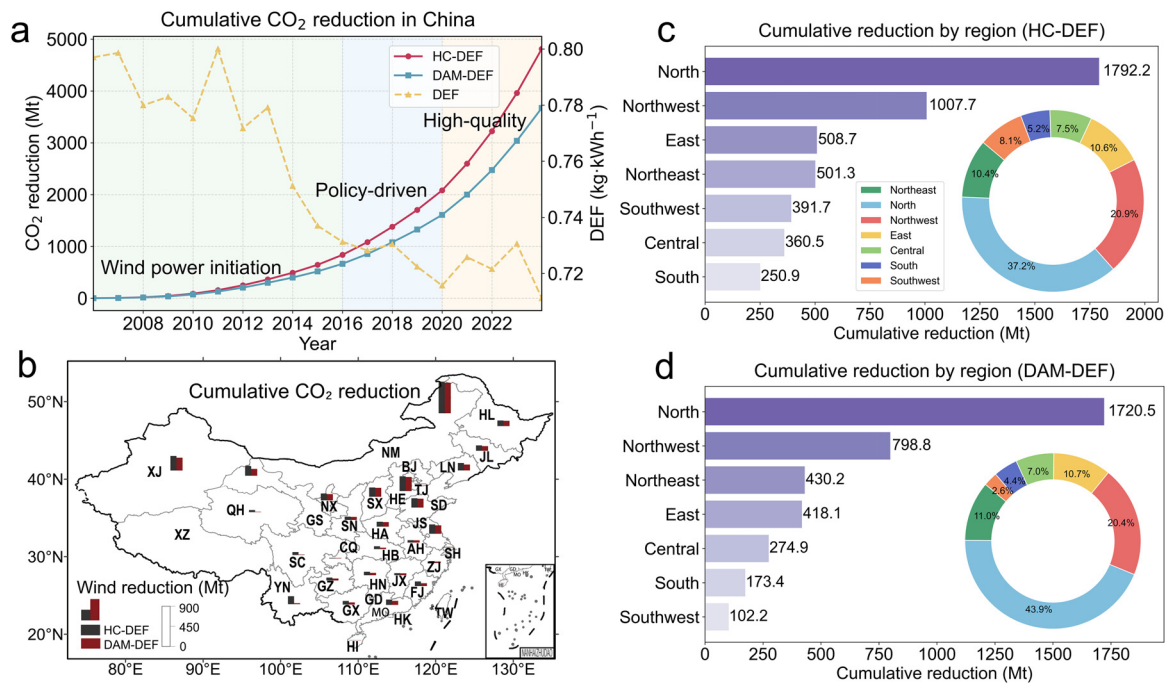 a
Cumulative CO₂ reduction in China
5000
4000
3000
2000
1000
0
CO₂ reduction (Mt)
HC-DEF
DAM-DEF
DEF
High-quality
Policy-driven
Wind power initiation
0.80
0.78
0.76
0.74
0.72
DEF (kg·kWh⁻¹)
2008 2010 2012 2014 2016 2018 2020 2022
Year
b
Cumulative CO₂ reduction
50°N
40°N
30°N
20°N
HL
NM
JL
XJ
BJ
LN
TJ
HE
NX
SX
SD
QH
GS
SN
HA
JS
XZ
CQ
HB
AH
SH
SC
ZJ
YN
GZ
HN
JX
FJ
GX
GD
MO
HK
TW
HI
Wind reduction (Mt)
900
450
0
HC-DEF
DAM-DEF
GX GD
MO
HI
NANHAIZHUDAO
80°E 90°E 100°E 110°E 120°E 130°E
c
Cumulative reduction by region (HC-DEF)
North 1792.2
Northwest 1007.7
East 508.7
Northeast 501.3
Southwest 391.7
Central 360.5
South 250.9
Northeast
North
Northwest
East
Central
South
Southwest
5.2%
7.5%
8.1%
10.6%
10.4%
20.9%
37.2%
0 250 500 750 1000 1250 1500 1750 2000
Cumulative reduction (Mt)
d
Cumulative reduction by region (DAM-DEF)
North 1720.5
Northwest 798.8
Northeast 430.2
East 418.1
Central 274.9
South 173.4
Southwest 102.2
7.0%
4.4%
10.7%
2.6%
11.0%
20.4%
43.9%
0 250 500 750 1000 1250 1500 1750
Cumulative reduction (Mt)